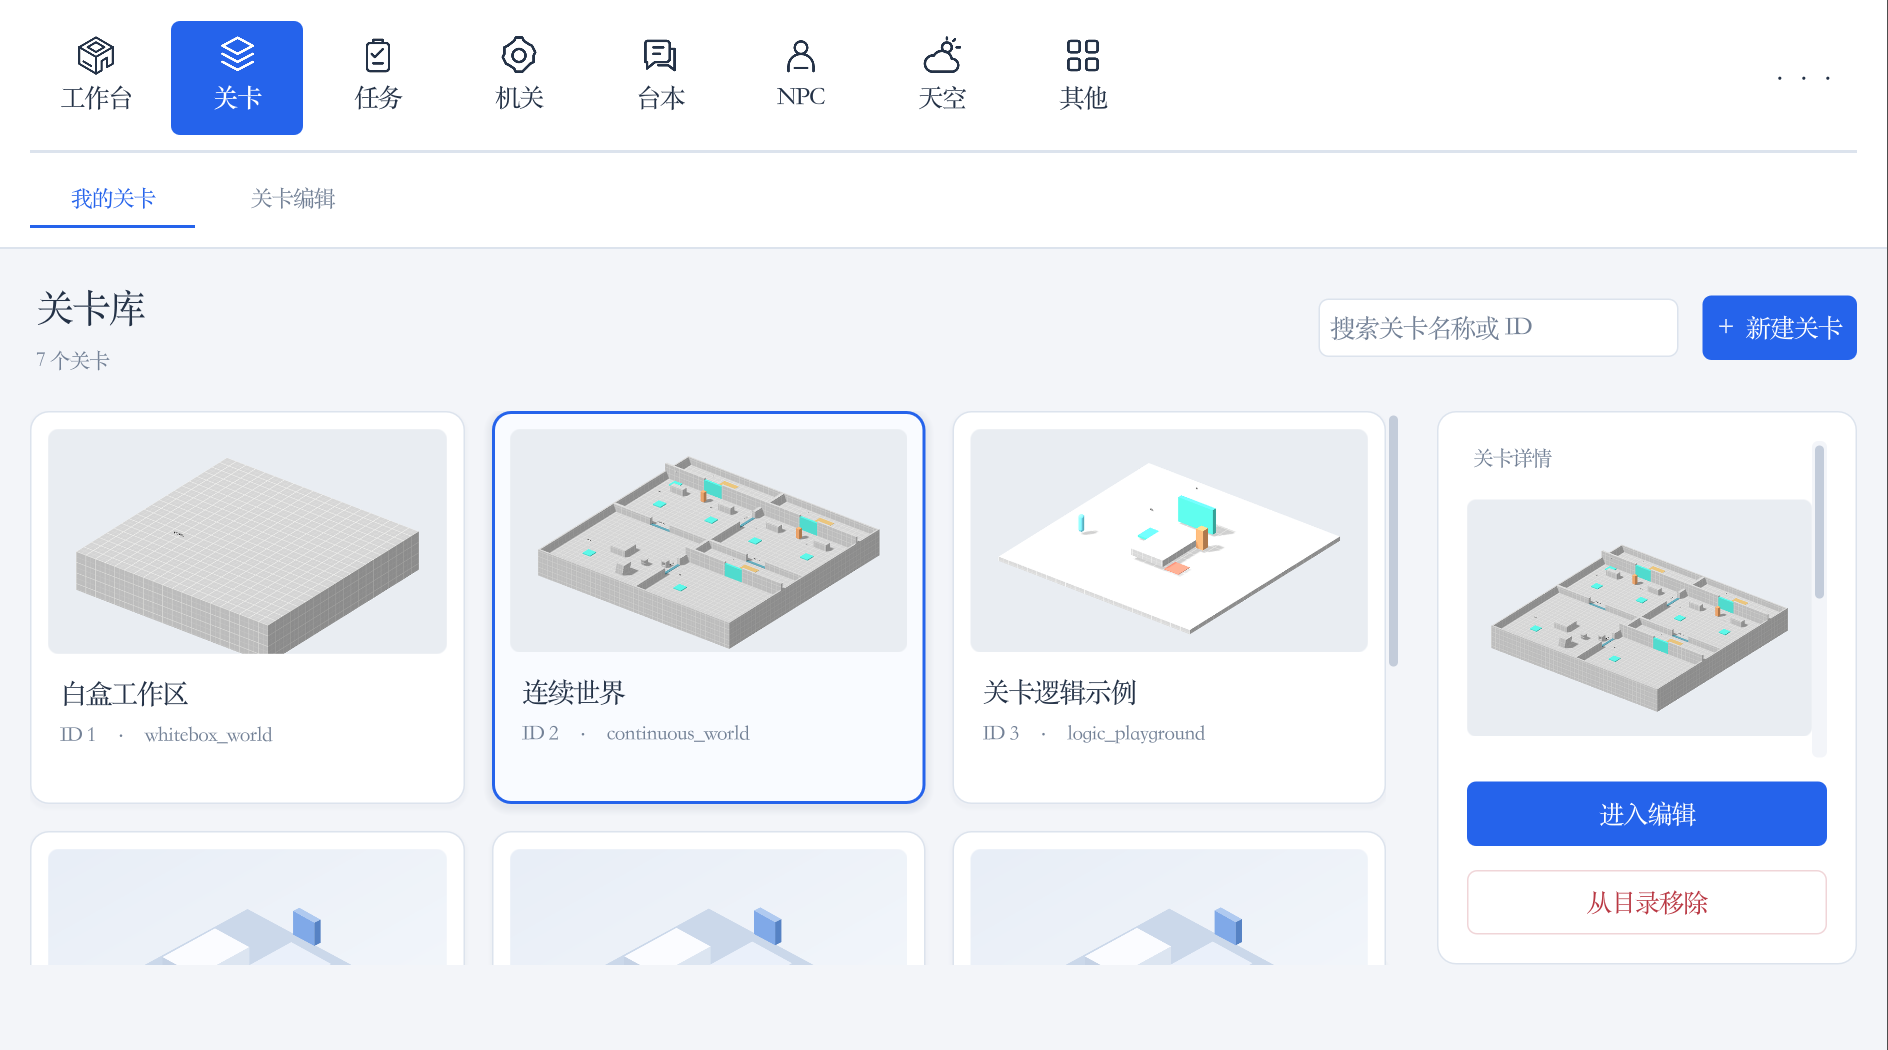 工作台
关卡
任务
机关
台本
NPC
天空
其他
· · ·
我的关卡
关卡编辑
关卡库
7 个关卡
搜索关卡名称或 ID
+ 新建关卡
白盒工作区
ID 1 · whitebox_world
连续世界
ID 2 · continuous_world
关卡逻辑示例
ID 3 · logic_playground
关卡详情
进入编辑
从目录移除